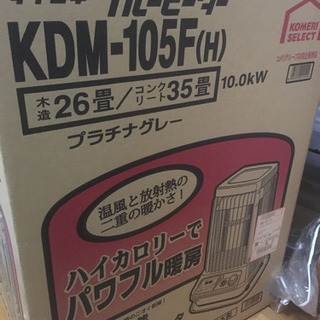 KDM-105F(H)
木造26畳/コンクリート35畳 10.0kW
プラチナグレー
KOMERI
SELECT
温風と放射熱の
二重の暖かさ!
ハイカロリーで
パワフル暖房